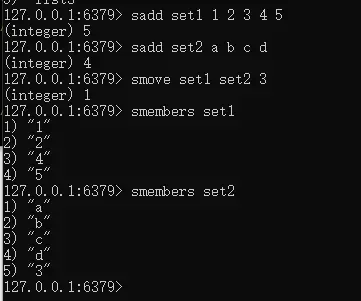 127.0.0.1:6379> sadd set1 1 2 3 4 5
(integer) 5
127.0.0.1:6379> sadd set2 a b c d
(integer) 4
127.0.0.1:6379> smove set1 set2 3
(integer) 1
127.0.0.1:6379> smembers set1
1) "1"
2) "2"
3) "4"
4) "5"
127.0.0.1:6379> smembers set2
1) "a"
2) "b"
3) "c"
4) "d"
5) "3"
127.0.0.1:6379>